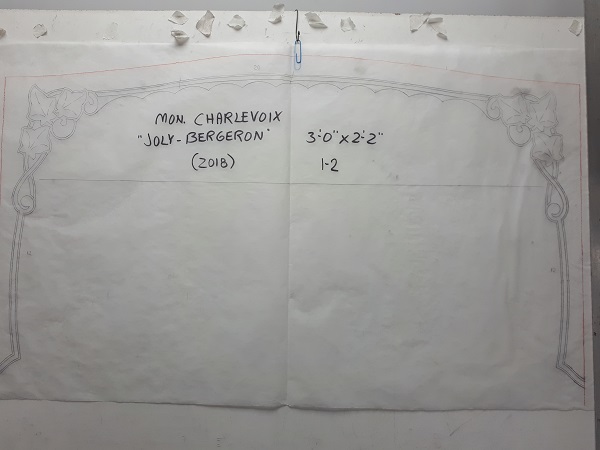 MON. CHARLEVOIX
"JOLY-BERGERON" 3'-0" x 2'-2"
(2018) 1-2